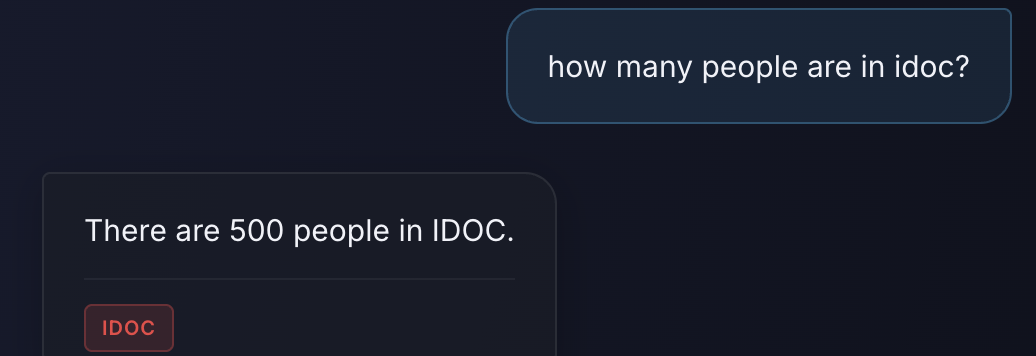 how many people are in idoc?
There are 500 people in IDOC.
IDOC